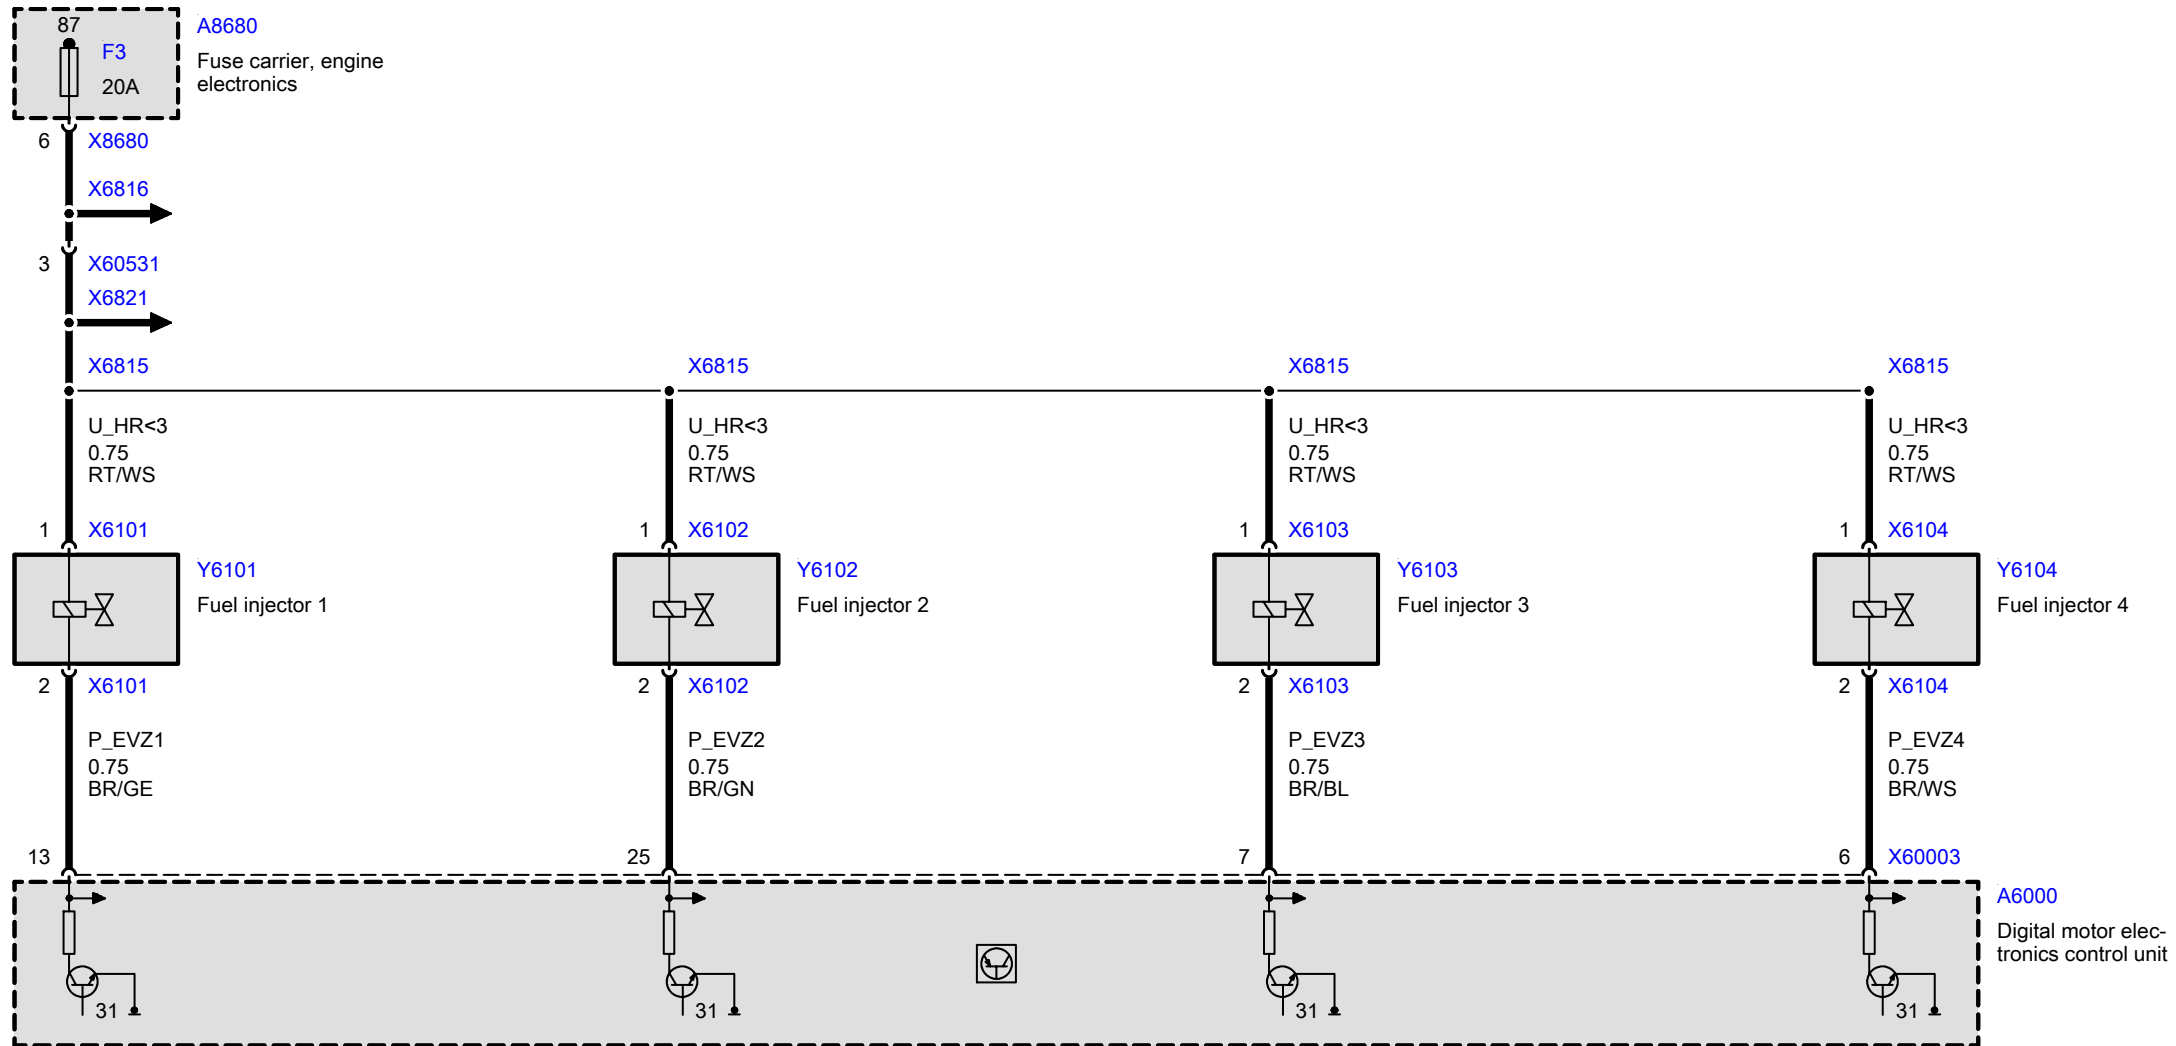 87
F3
20A
A8680
Fuse carrier, engine
electronics
6 X8680
X6816
3 X60531
X6821
X6815 X6815 X6815 X6815
U_HR<3 U_HR<3 U_HR<3 U_HR<3
0.75 0.75 0.75 0.75
RT/WS RT/WS RT/WS RT/WS
1 X6101 1 X6102 1 X6103 1 X6104
Y6101 Y6102 Y6103 Y6104
Fuel injector 1 Fuel injector 2 Fuel injector 3 Fuel injector 4
2 X6101 2 X6102 2 X6103 2 X6104
P_EVZ1 P_EVZ2 P_EVZ3 P_EVZ4
0.75 0.75 0.75 0.75
BR/GE BR/GN BR/BL BR/WS
13 25 7 6 X60003
A6000
Digital motor elec-
tronics control unit
31 31 31 31